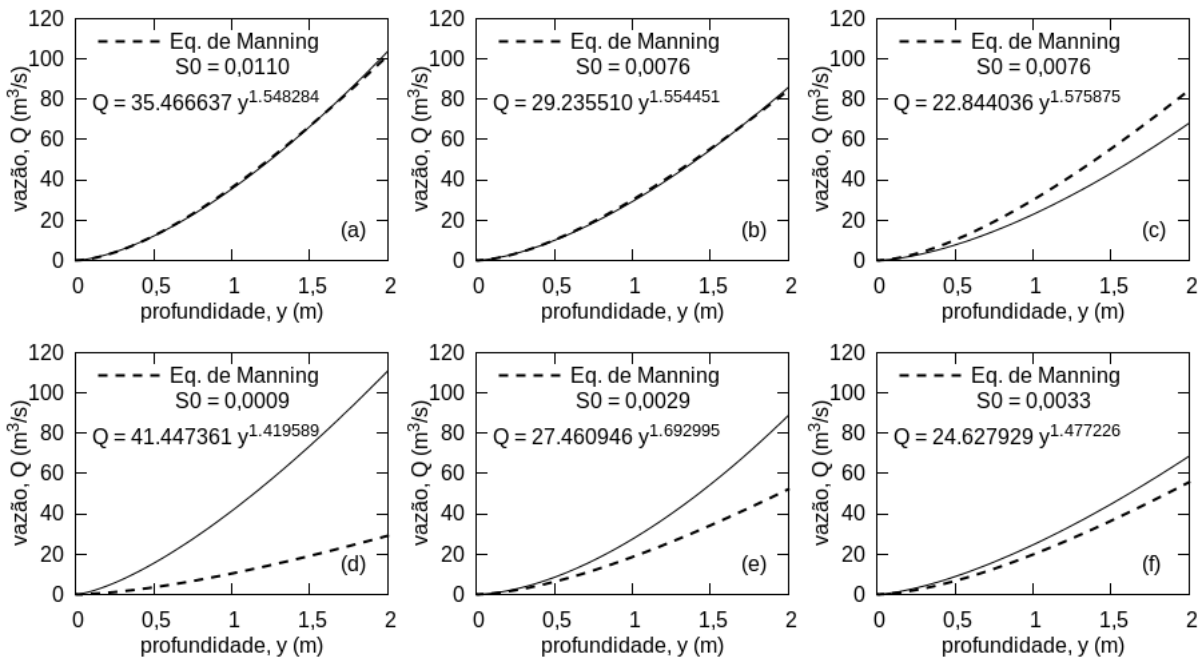 120
100
80
60
40
20
0
vazão, Q (m³/s)
Eq. de Manning
S0 = 0,0110
Q = 35.466637 y^1.548284
(a)
0 0,5 1 1,5 2
profundidade, y (m)
120
100
80
60
40
20
0
vazão, Q (m³/s)
Eq. de Manning
S0 = 0,0076
Q = 29.235510 y^1.554451
(b)
0 0,5 1 1,5 2
profundidade, y (m)
120
100
80
60
40
20
0
vazão, Q (m³/s)
Eq. de Manning
S0 = 0,0076
Q = 22.844036 y^1.575875
(c)
0 0,5 1 1,5 2
profundidade, y (m)
120
100
80
60
40
20
0
vazão, Q (m³/s)
Eq. de Manning
S0 = 0,0009
Q = 41.447361 y^1.419589
(d)
0 0,5 1 1,5 2
profundidade, y (m)
120
100
80
60
40
20
0
vazão, Q (m³/s)
Eq. de Manning
S0 = 0,0029
Q = 27.460946 y^1.692995
(e)
0 0,5 1 1,5 2
profundidade, y (m)
120
100
80
60
40
20
0
vazão, Q (m³/s)
Eq. de Manning
S0 = 0,0033
Q = 24.627929 y^1.477226
(f)
0 0,5 1 1,5 2
profundidade, y (m)